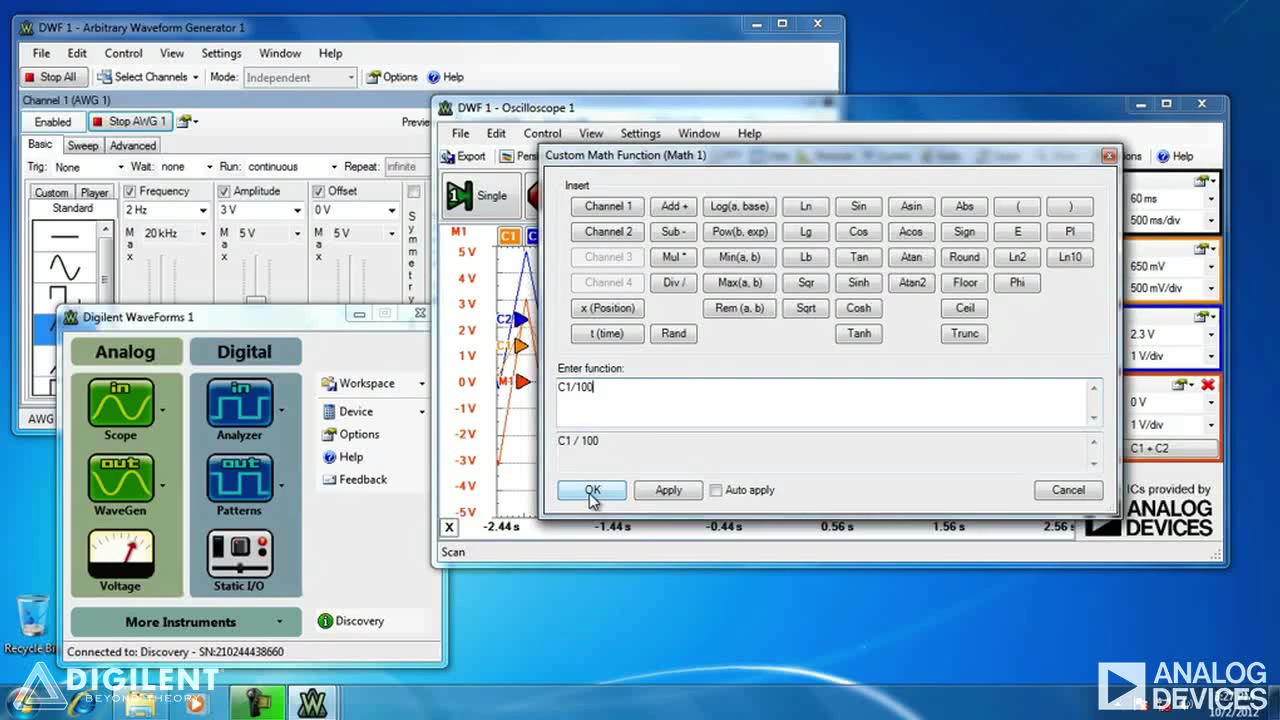 DWF 1 - Arbitrary Waveform Generator 1
File Edit Control View Settings Window Help
Stop All Select Channels Mode: Independent Options Help
Channel 1 (AWG 1)
Enabled Stop AWG 1
Basic Sweep Advanced
Trig: None Wait: none Run: continuous Repeat: infinite
Custom Player
Standard
Frequency Amplitude Offset
2 Hz 3 V 0 V
Max 20 kHz Max 5 V Max 5 V
Symmetry
AWG
DWF 1 - Oscilloscope 1
File Edit Control View Settings Window Help
Export
Help
Single
M1 C1
5 V
4 V
3 V
2 V
1 V
0 V
-1 V
-2 V
-3 V
-4 V
-5 V
C2
C1
M1
X -2.44 s -1.44 s -0.44 s 0.56 s 1.56 s 2.56 s
60 ms
500 ms/div
650 mV
500 mV/div
2.3 V
1 V/div
0 V
1 V/div
C1 + C2
ICs provided by
ANALOG
DEVICES
Scan
Custom Math Function (Math 1)
Insert
Channel 1 Add + Log(a, base) Ln Sin Asin Abs ( )
Channel 2 Sub - Pow(b, exp) Lg Cos Acos Sign E PI
Channel 3 Mul * Min(a, b) Lb Tan Atan Round Ln2 Ln10
Channel 4 Div / Max(a, b) Sqr Sinh Atan2 Floor Phi
x (Position) Rem (a, b) Sqrt Cosh Ceil
t (time) Rand Tanh Trunc
Enter function:
C1/100
C1 / 100
OK Apply Auto apply Cancel
Digilent WaveForms 1
Analog Digital
in in
Scope Analyzer
out out
WaveGen Patterns
Voltage Static I/O
More Instruments
Workspace
Device
Options
Help
Feedback
Discovery
Connected to: Discovery - SN:210244438660
DIGILENT
BEYOND THEORY
ANALOG
DEVICES
10/2/2012